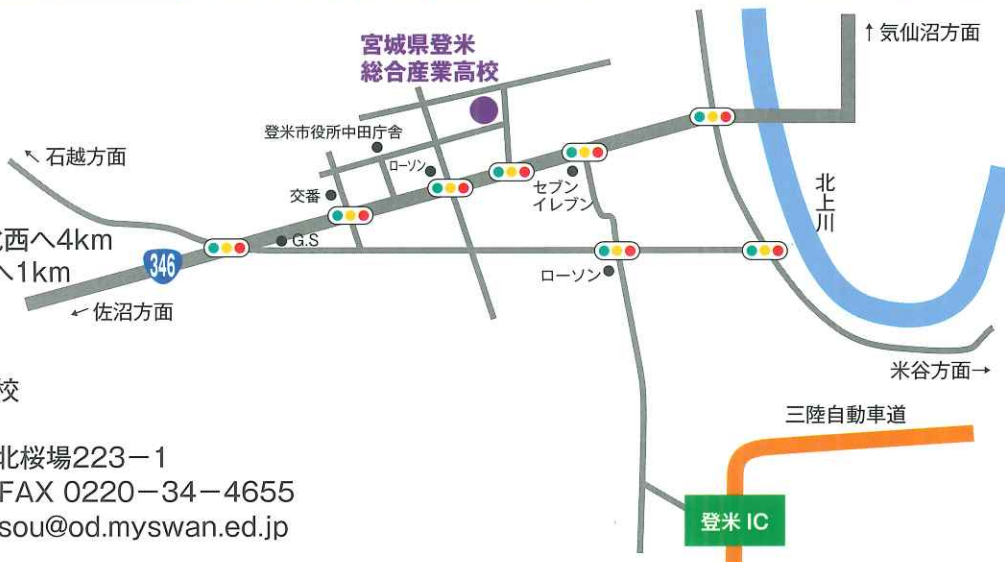 ↑気仙沼方面
宮城県登米
総合産業高校
登米市役所中田庁舎
↖石越方面
ローソン
交番
セブン
イレブン
北上川
西へ4km
G.S
へ1km
346
ローソン
←佐沼方面
米谷方面→
校
三陸自動車道
北桜場223−1
FAX 0220−34−4655
sou@od.myswan.ed.jp
登米 IC